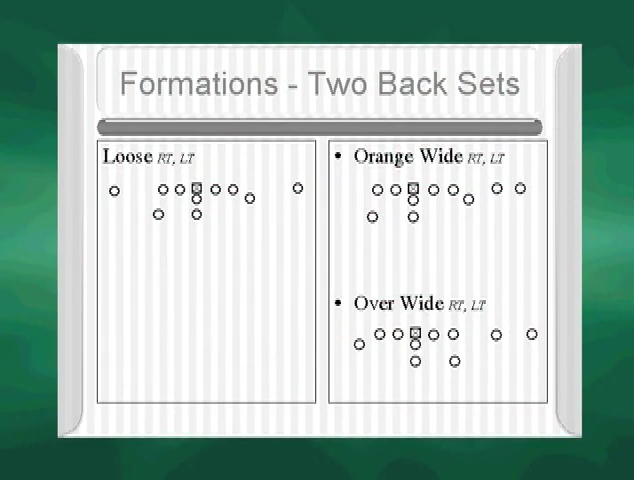 Formations - Two Back Sets
Loose RT, LT
• Orange Wide RT, LT
• Over Wide RT, LT